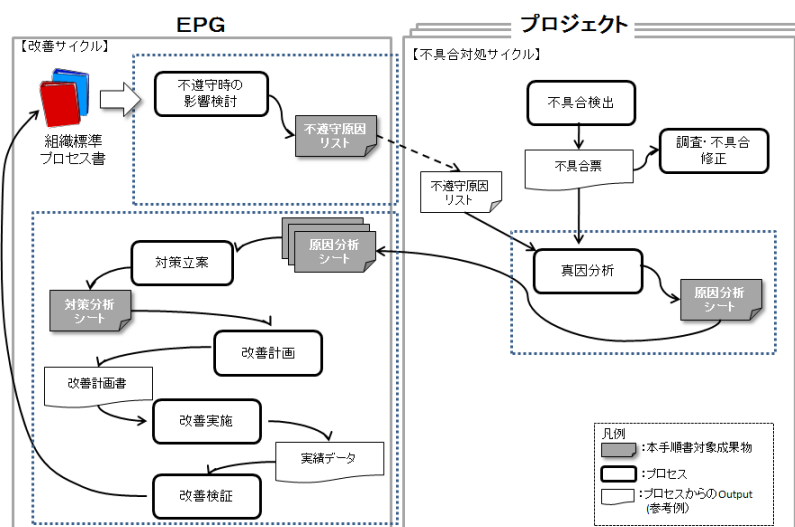 EPG
【改善サイクル】
組織標準
プロセス書
不遵守時の
影響検討
不遵守原因
リスト
原因分析
シート
対策立案
対策分析
シート
改善計画
改善計画書
改善実施
実績データ
改善検証
プロジェクト
【不具合対処サイクル】
不具合検出
不具合票
調査・不具合
修正
不遵守原因
リスト
真因分析
原因分析
シート
凡例
:本手順書対象成果物
:プロセス
:プロセスからのOutput
(参考例)